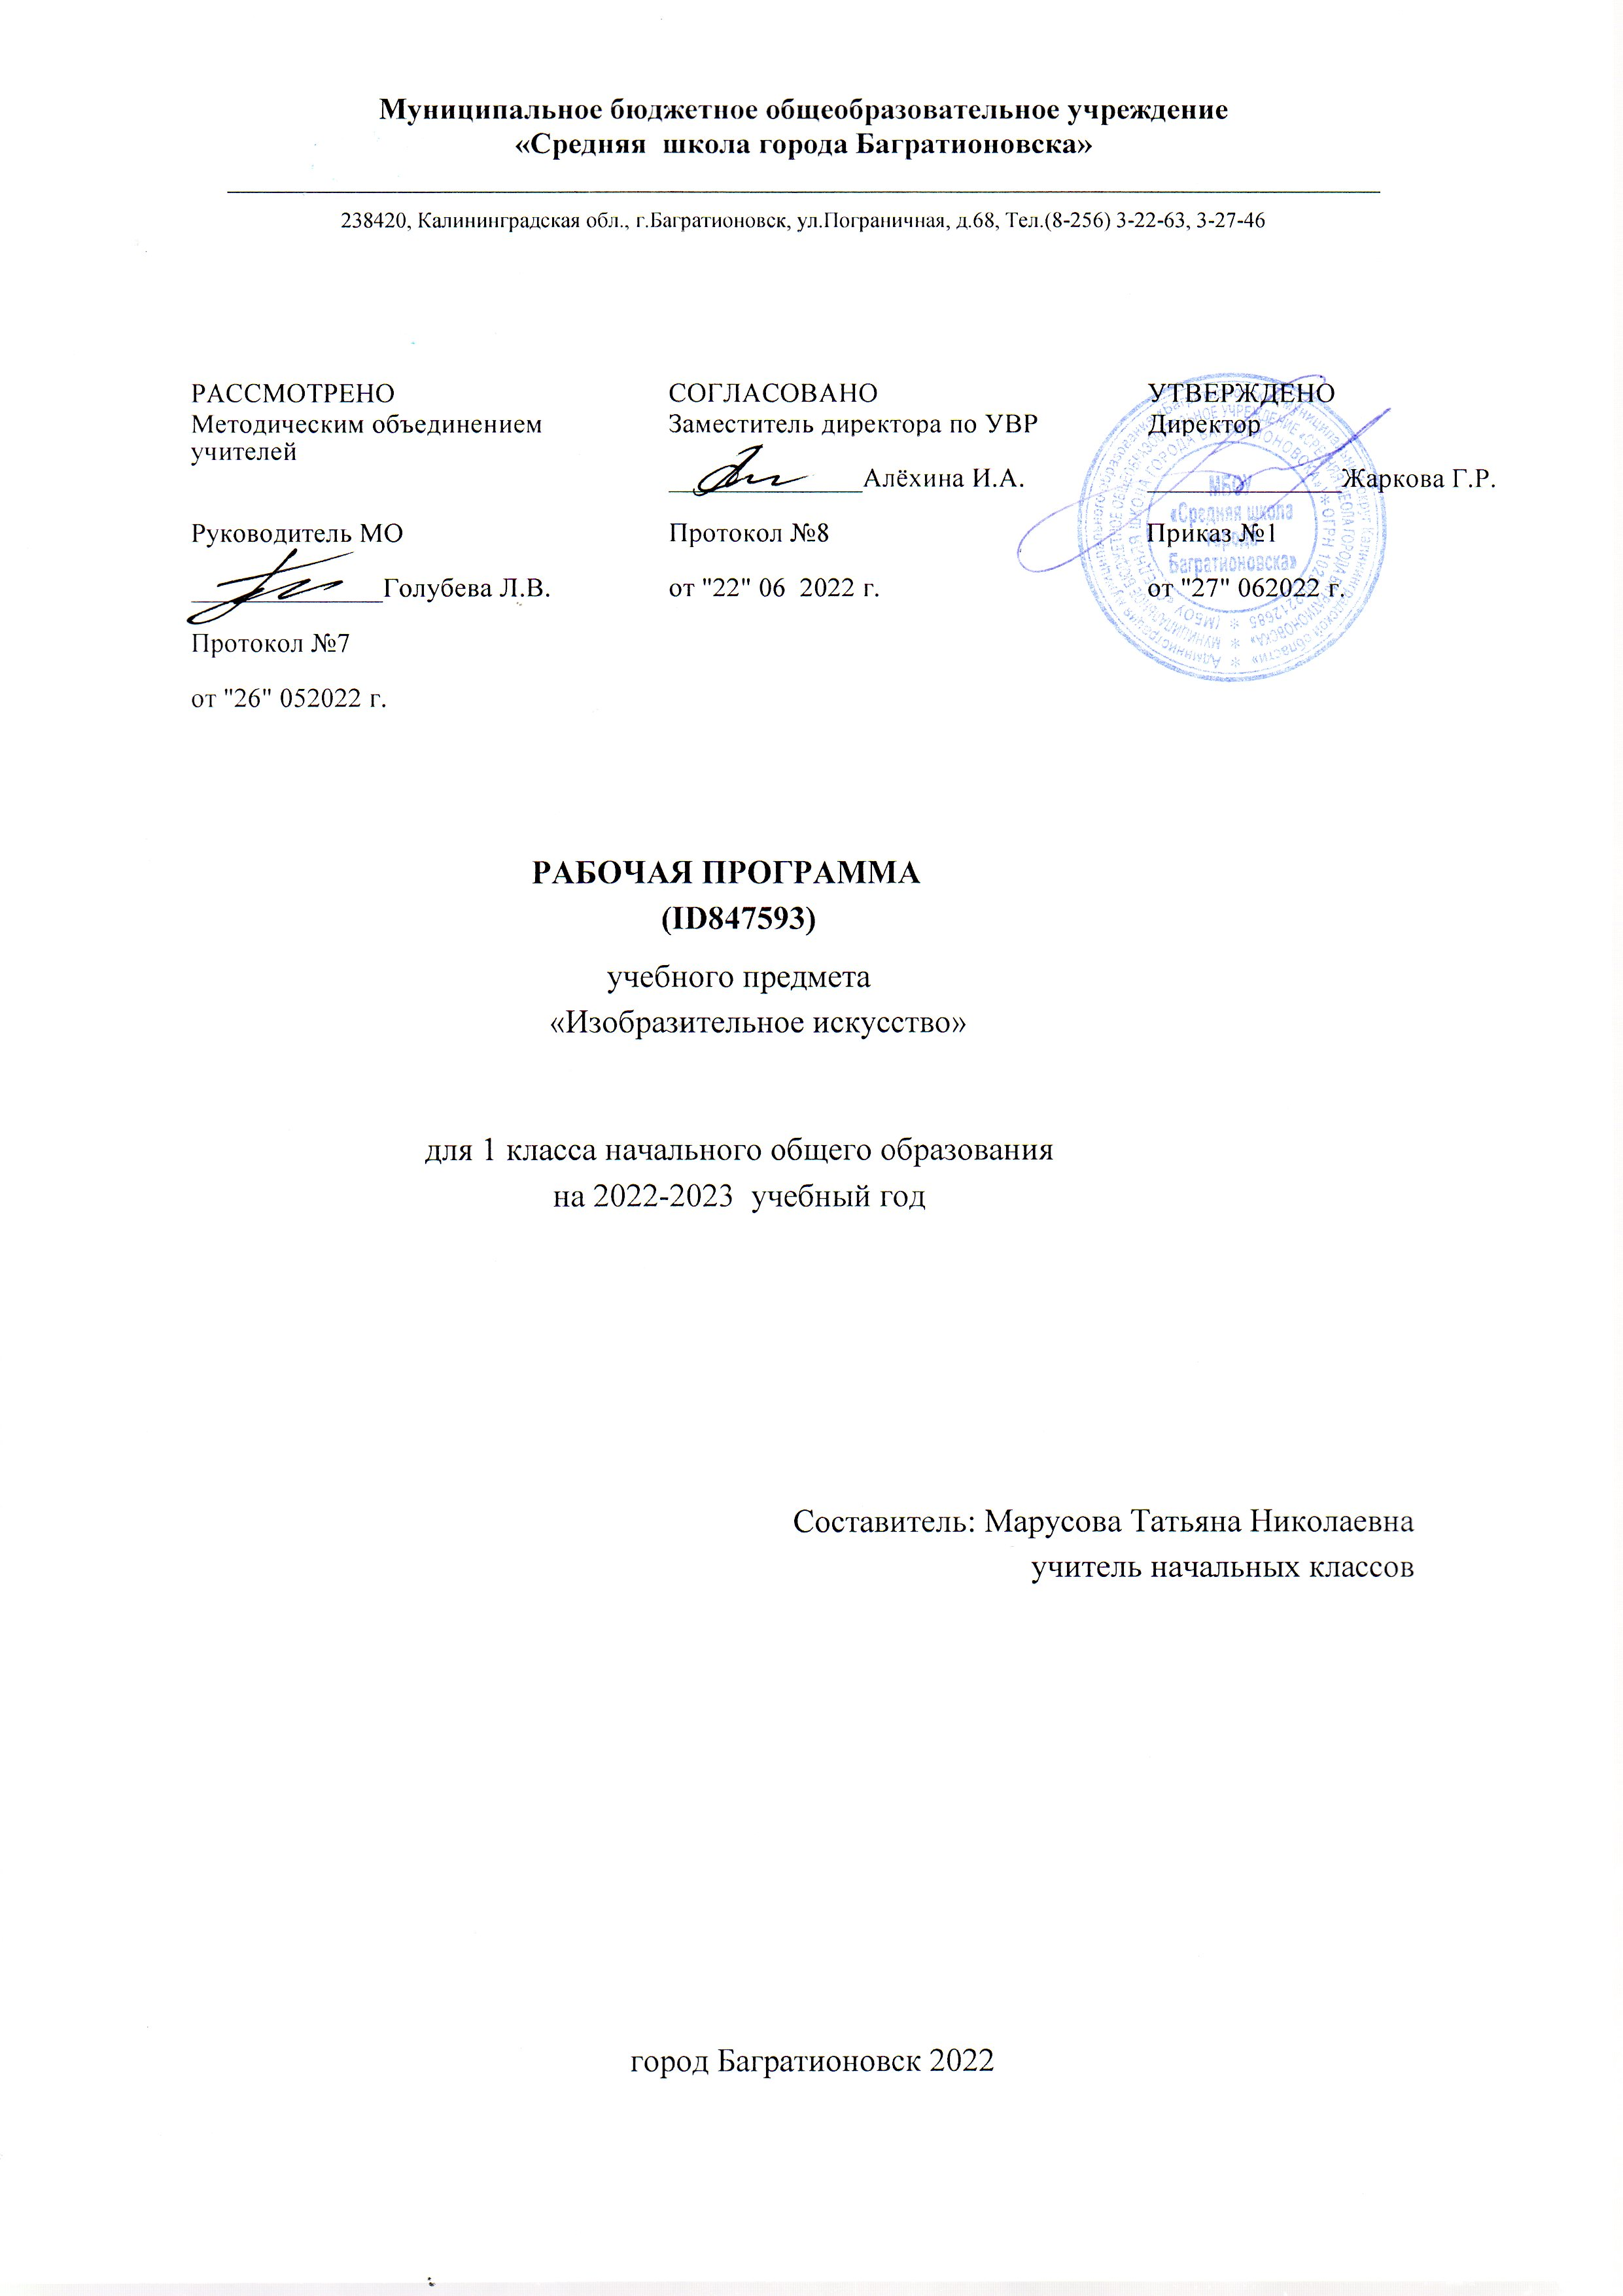 Муниципальное бюджетное общеобразовательное учреждение
«Средняя школа города Багратионовска»
238420, Калининградская обл., г.Багратионовск, ул.Пограничная, д.68, Тел.(8-256) 3-22-63, 3-27-46
РАССМОТРЕНО
Методическим объединением
учителей
Руководитель МО
______________Голубева Л.В.
Протокол №7
от "26" 052022 г.
СОГЛАСОВАНО
Заместитель директора по УВР
______________Алёхина И.А.
Протокол №8
от "22" 06 2022 г.
УТВЕРЖДЕНО
Директор
______________Жаркова Г.Р.
Приказ №1
от "27" 062022 г.
МБОУ
«Средняя школа
города
Багратионовска»
РАБОЧАЯ ПРОГРАММА
(ID847593)
учебного предмета
«Изобразительное искусство»
для 1 класса начального общего образования
на 2022-2023 учебный год
Составитель: Марусова Татьяна Николаевна
учитель начальных классов
город Багратионовск 2022